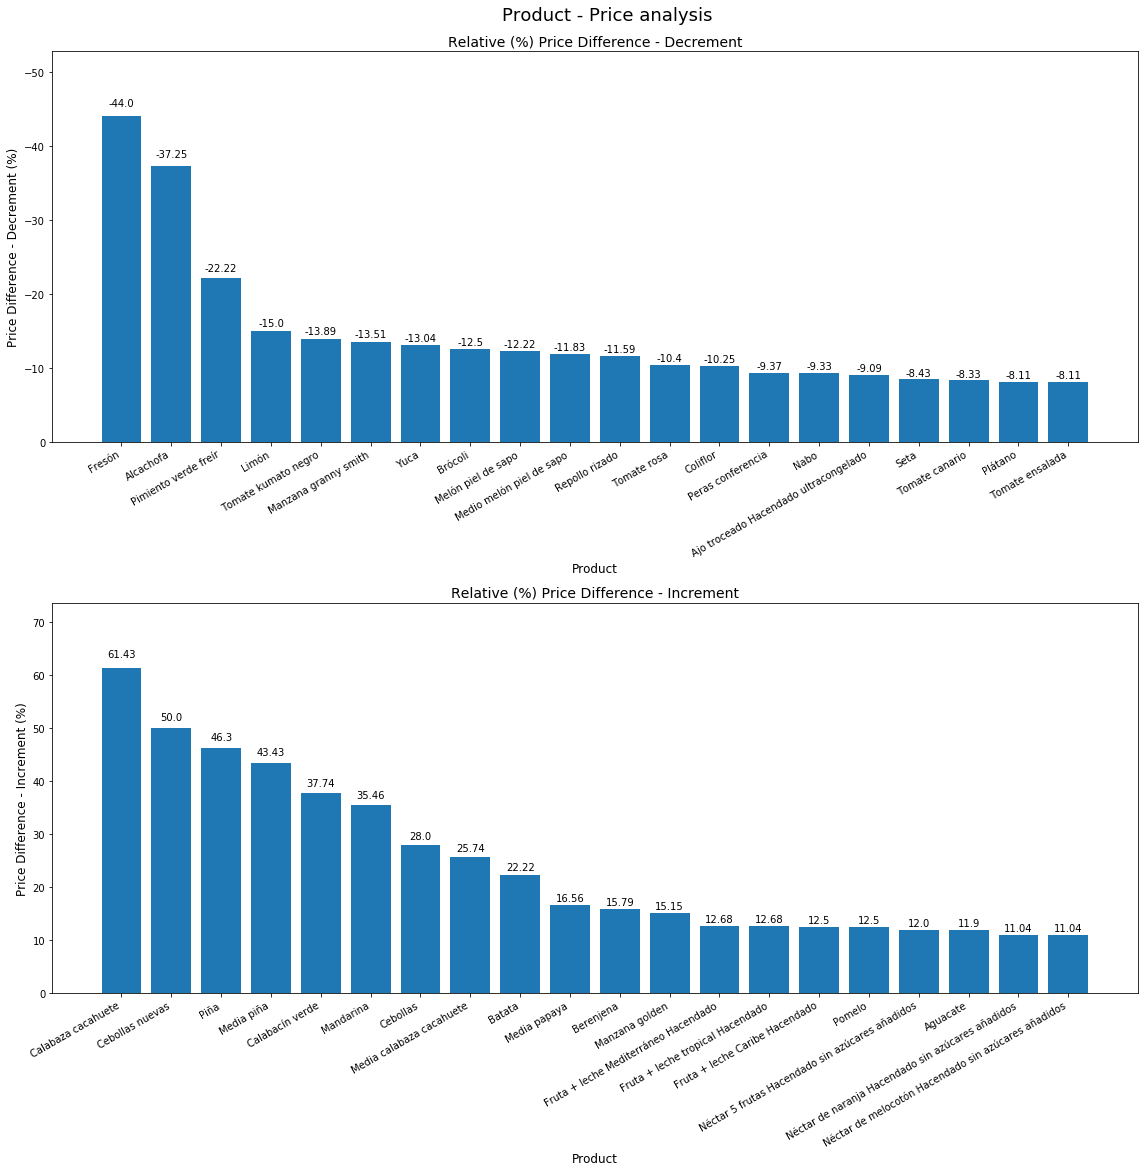 Product - Price analysis
Relative (%) Price Difference - Decrement
Price Difference - Decrement (%)
−50
−40
−30
−20
−10
0
-44.0
-37.25
-22.22
-15.0
-13.89
-13.51
-13.04
-12.5
-12.22
-11.83
-11.59
-10.4
-10.25
-9.37
-9.33
-9.09
-8.43
-8.33
-8.11
-8.11
Fresón
Alcachofa
Pimiento verde freír
Limón
Tomate kumato negro
Manzana granny smith
Yuca
Brócoli
Melón piel de sapo
Medio melón piel de sapo
Repollo rizado
Tomate rosa
Coliflor
Peras conferencia
Nabo
Ajo troceado Hacendado ultracongelado
Seta
Tomate canario
Plátano
Tomate ensalada
Product
Relative (%) Price Difference - Increment
Price Difference - Increment (%)
70
60
50
40
30
20
10
0
61.43
50.0
46.3
43.43
37.74
35.46
28.0
25.74
22.22
16.56
15.79
15.15
12.68
12.68
12.5
12.5
12.0
11.9
11.04
11.04
Calabaza cacahuete
Cebollas nuevas
Piña
Media piña
Calabacín verde
Mandarina
Cebollas
Media calabaza cacahuete
Batata
Media papaya
Berenjena
Manzana golden
Fruta + leche Mediterráneo Hacendado
Fruta + leche tropical Hacendado
Fruta + leche Caribe Hacendado
Pomelo
Néctar 5 frutas Hacendado sin azúcares añadidos
Aguacate
Néctar de naranja Hacendado sin azúcares añadidos
Néctar de melocotón Hacendado sin azúcares añadidos
Product